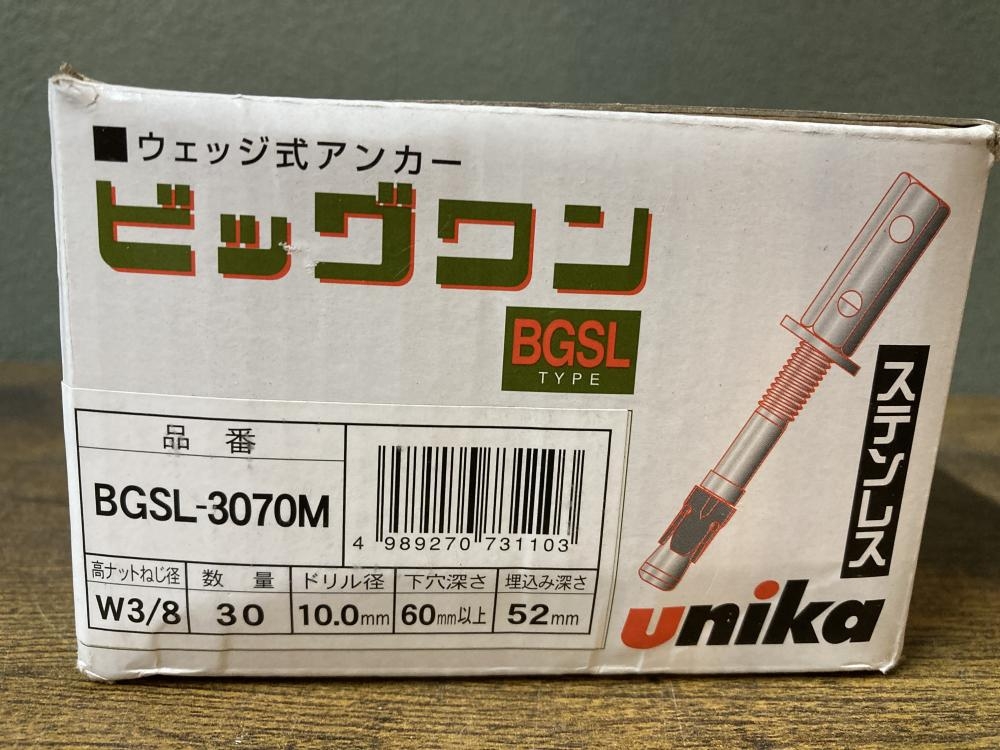 ■ウェッジ式アンカー
ビッグワン
BGSL
TYPE
ステンレス
品番
BGSL-3070M
4 989270 731103
高ナットねじ径 数量 ドリル径 下穴深さ 埋込み深さ
W3/8 30 10.0mm 60mm以上 52mm
unika